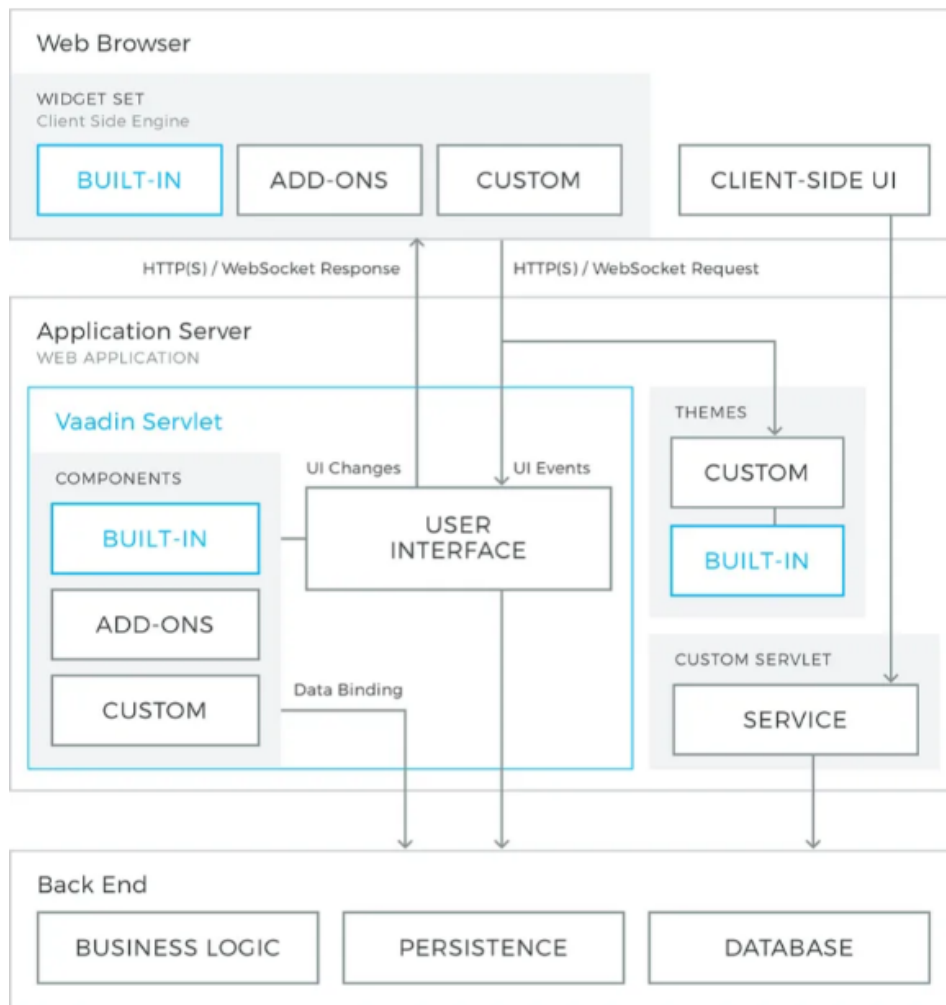 Web Browser
WIDGET SET
Client Side Engine
BUILT-IN
ADD-ONS
CUSTOM
CLIENT-SIDE UI
HTTP(S) / WebSocket Response
HTTP(S) / WebSocket Request
Application Server
WEB APPLICATION
Vaadin Servlet
COMPONENTS
BUILT-IN
ADD-ONS
CUSTOM
UI Changes
UI Events
USER
INTERFACE
Data Binding
THEMES
CUSTOM
BUILT-IN
CUSTOM SERVLET
SERVICE
Back End
BUSINESS LOGIC
PERSISTENCE
DATABASE